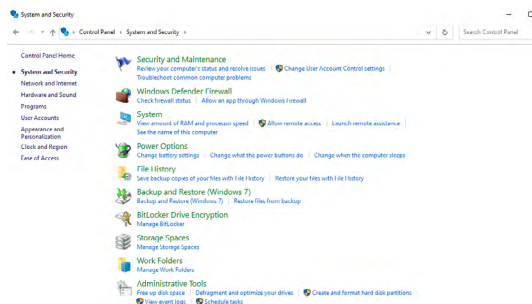 System and Security
Control Panel > System and Security >
Search Control Panel
Control Panel Home
System and Security
Network and Internet
Hardware and Sound
Programs
User Accounts
Appearance and
Personalization
Clock and Region
Ease of Access
Security and Maintenance
Review your computer's status and resolve issues | Change User Account Control settings |
Troubleshoot common computer problems
Windows Defender Firewall
Check firewall status | Allow an app through Windows Firewall
System
View amount of RAM and processor speed | Allow remote access | Launch remote assistance |
See the name of this computer
Power Options
Change battery settings | Change what the power buttons do | Change when the computer sleeps
File History
Save backup copies of your files with File History | Restore your files with File History
Backup and Restore (Windows 7)
Backup and Restore (Windows 7) | Restore files from backup
BitLocker Drive Encryption
Manage BitLocker
Storage Spaces
Manage Storage Spaces
Work Folders
Manage Work Folders
Administrative Tools
Free up disk space | Defragment and optimize your drives | Create and format hard disk partitions |
View event logs | Schedule tasks